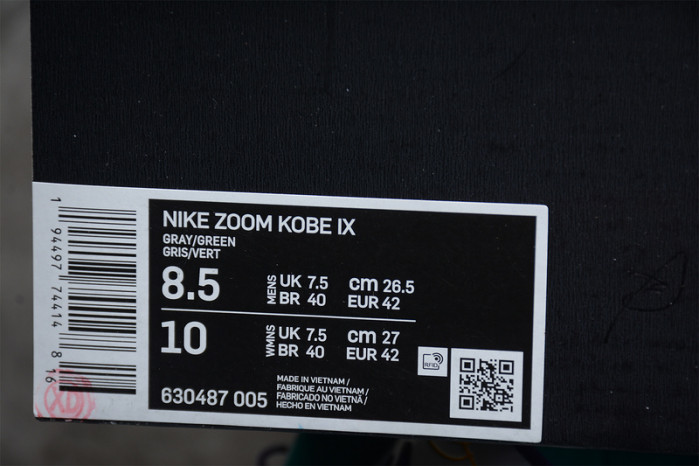 NIKE ZOOM KOBE IX
GRAY/GREEN
GRIS/VERT
8.5 MENS UK 7.5 cm 26.5
BR 40 EUR 42
10 WMNS UK 7.5 cm 27
BR 40 EUR 42
630487 005
MADE IN VIETNAM /
FABRIQUE AU VIETNAM /
FABRICADO NO VIETNÃ /
HECHO EN VIETNAM
RFID
1 94497 74414 8 16